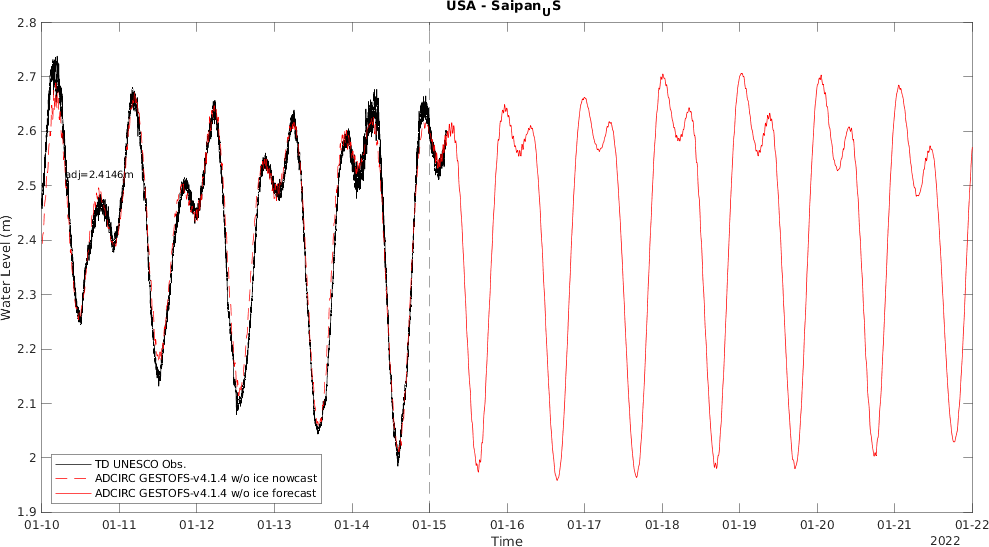 USA - SaipanUS
2.8
2.7
2.6
2.5
2.4
2.3
2.2
2.1
2
1.9
Water Level (m)
adj=2.4146m
TD UNESCO Obs.
ADCIRC GESTOFS-v4.1.4 w/o ice nowcast
ADCIRC GESTOFS-v4.1.4 w/o ice forecast
01-10 01-11 01-12 01-13 01-14 01-15 01-16 01-17 01-18 01-19 01-20 01-21 01-22
Time
2022